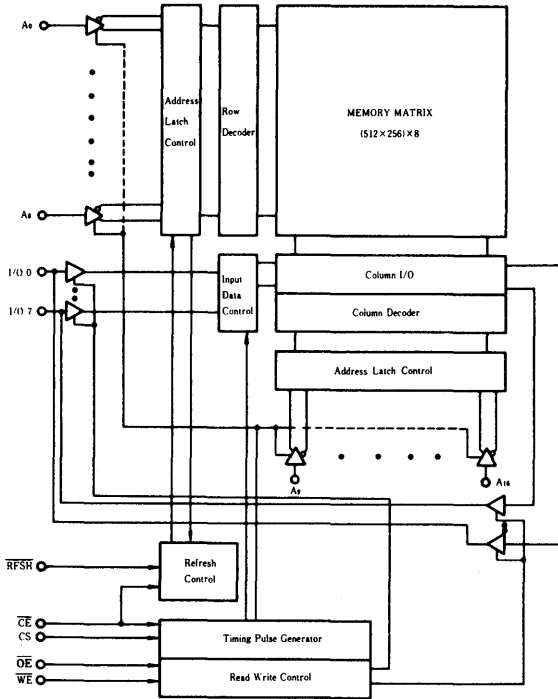 A0
Address
Latch
Control
Row
Decoder
MEMORY MATRIX
(512×256)×8
A8
I/O 0
I/O 7
Input
Data
Control
Column I/O
Column Decoder
Address Latch Control
A9
A16
RFSH
Refresh
Control
CE
CS
Timing Pulse Generator
OE
WE
Read Write Control